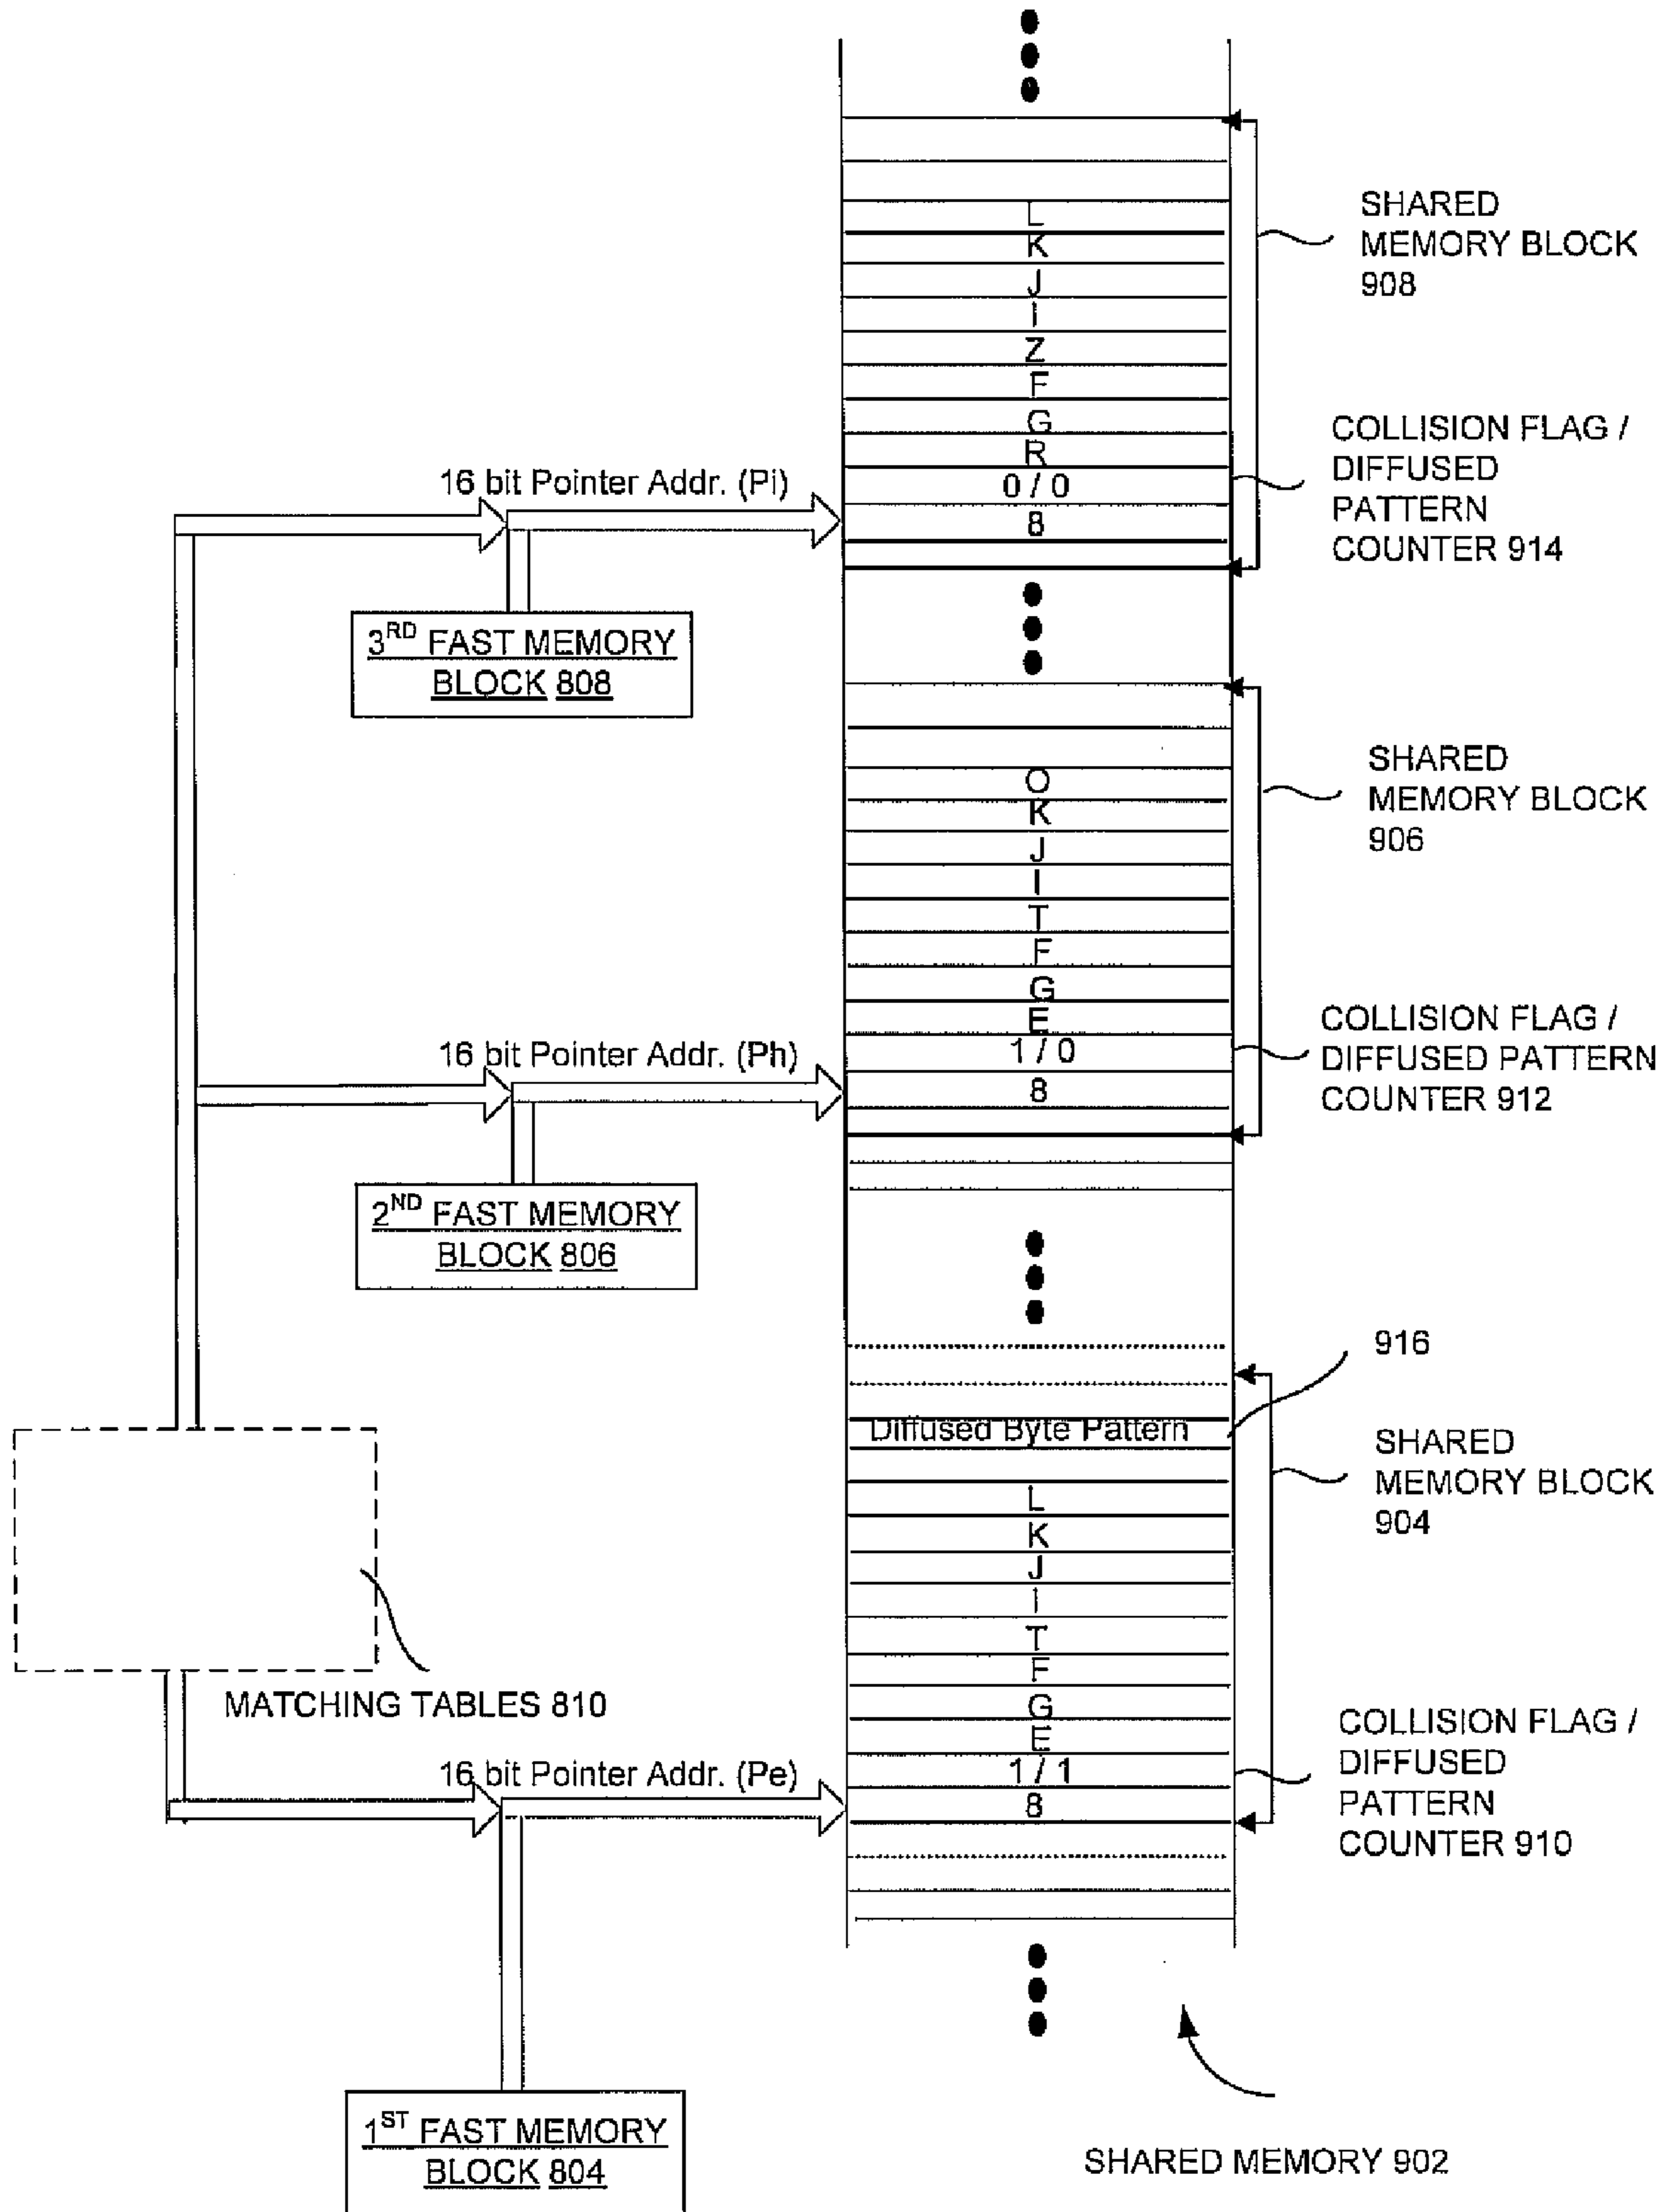 L
K
J
I
Z
F
G
R
0 / 0
8
SHARED
MEMORY BLOCK
908
COLLISION FLAG /
DIFFUSED
PATTERN
COUNTER 914
16 bit Pointer Addr. (Pi)
3RD FAST MEMORY
BLOCK 808
O
K
J
I
T
F
G
E
1 / 0
8
SHARED
MEMORY BLOCK
906
COLLISION FLAG /
DIFFUSED PATTERN
COUNTER 912
16 bit Pointer Addr. (Ph)
2ND FAST MEMORY
BLOCK 806
916
Diffused Byte Pattern
L
K
J
I
T
F
G
E
1 / 1
8
SHARED
MEMORY BLOCK
904
MATCHING TABLES 810
COLLISION FLAG /
DIFFUSED
PATTERN
COUNTER 910
16 bit Pointer Addr. (Pe)
1ST FAST MEMORY
BLOCK 804
SHARED MEMORY 902